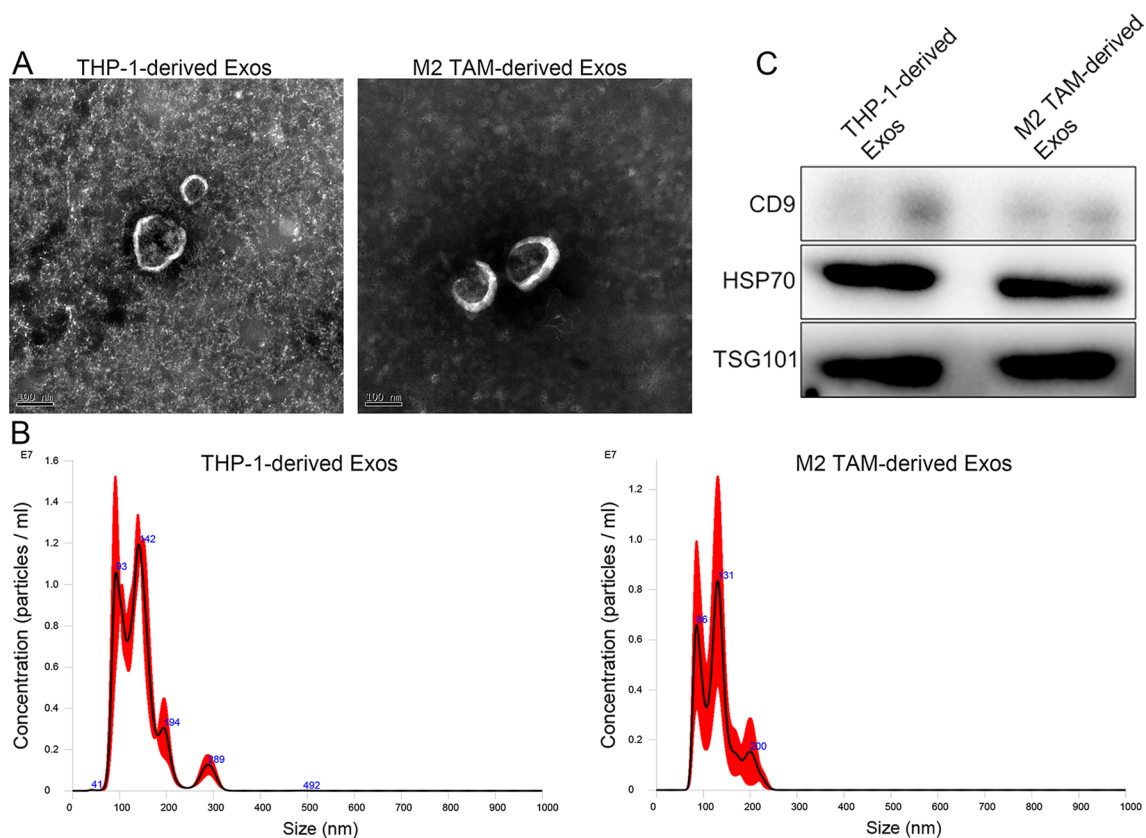 A
THP-1-derived Exos
M2 TAM-derived Exos
100 nm
100 nm
C
THP-1-derived
Exos
M2 TAM-derived
Exos
CD9
HSP70
TSG101
B
E7
THP-1-derived Exos
Concentration (particles / ml)
1.6
1.4
1.2
1.0
0.8
0.6
0.4
0.2
0
41
93
142
194
289
492
0 100 200 300 400 500 600 700 800 900 1000
Size (nm)
E7
M2 TAM-derived Exos
Concentration (particles / ml)
1.2
1.0
0.8
0.6
0.4
0.2
0
86
131
200
0 100 200 300 400 500 600 700 800 900 1000
Size (nm)